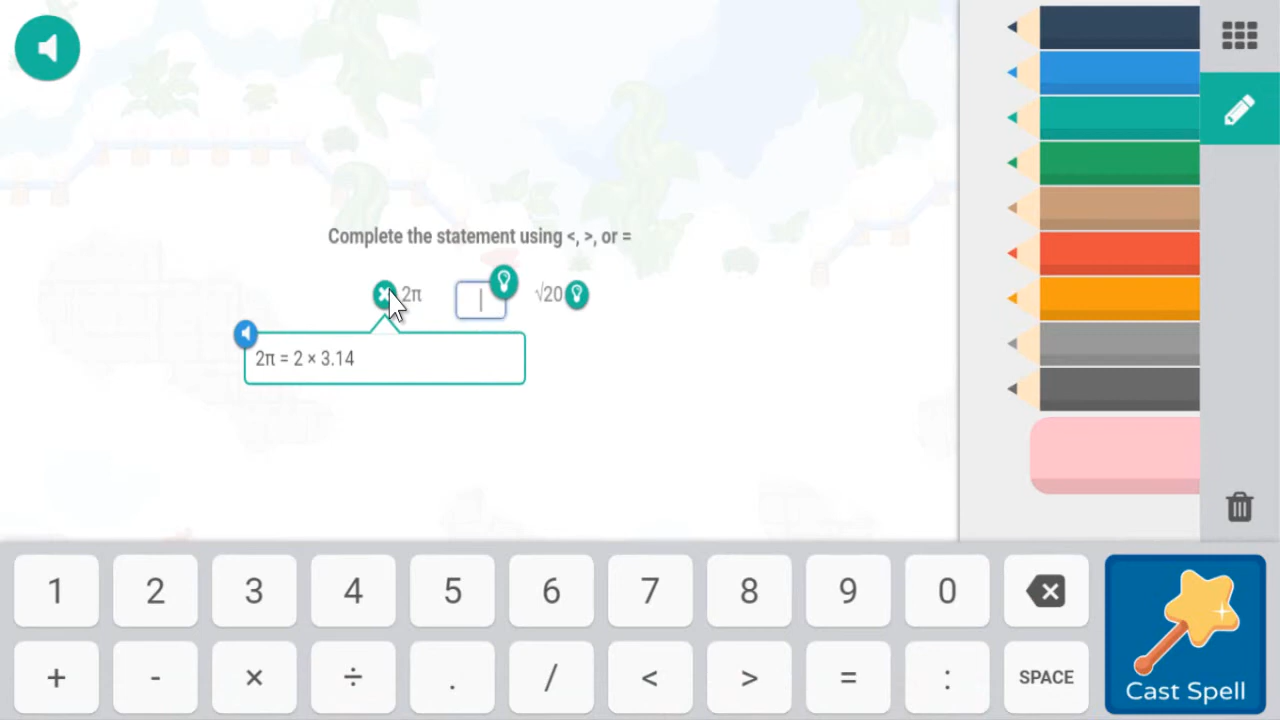 Complete the statement using <, >, or =
2π √20
2π = 2 × 3.14
1 2 3 4 5 6 7 8 9 0
+ - × ÷ . / < > = : SPACE
Cast Spell